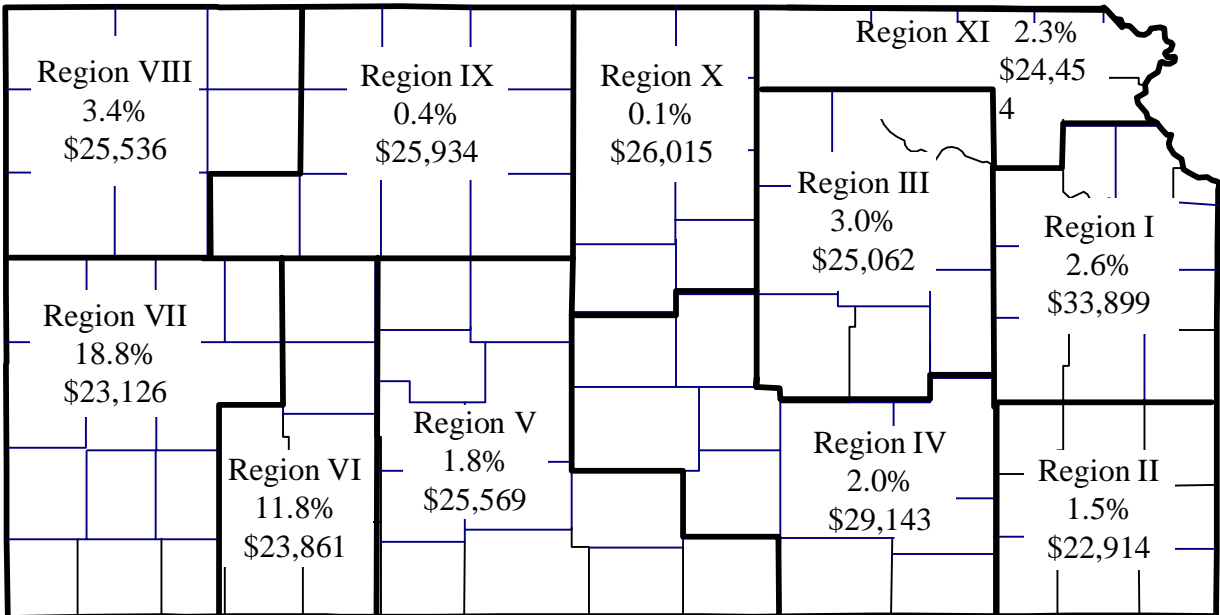 Region VIII
3.4%
$25,536
Region IX
0.4%
$25,934
Region X
0.1%
$26,015
Region XI 2.3%
$24,45
4
Region III
3.0%
$25,062
Region I
2.6%
$33,899
Region VII
18.8%
$23,126
Region VI
11.8%
$23,861
Region V
1.8%
$25,569
Region IV
2.0%
$29,143
Region II
1.5%
$22,914